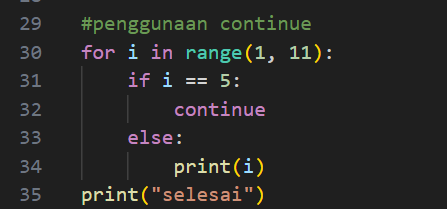 29 #penggunaan continue
30 for i in range(1, 11):
31     if i == 5:
32         continue
33     else:
34         print(i)
35 print("selesai")